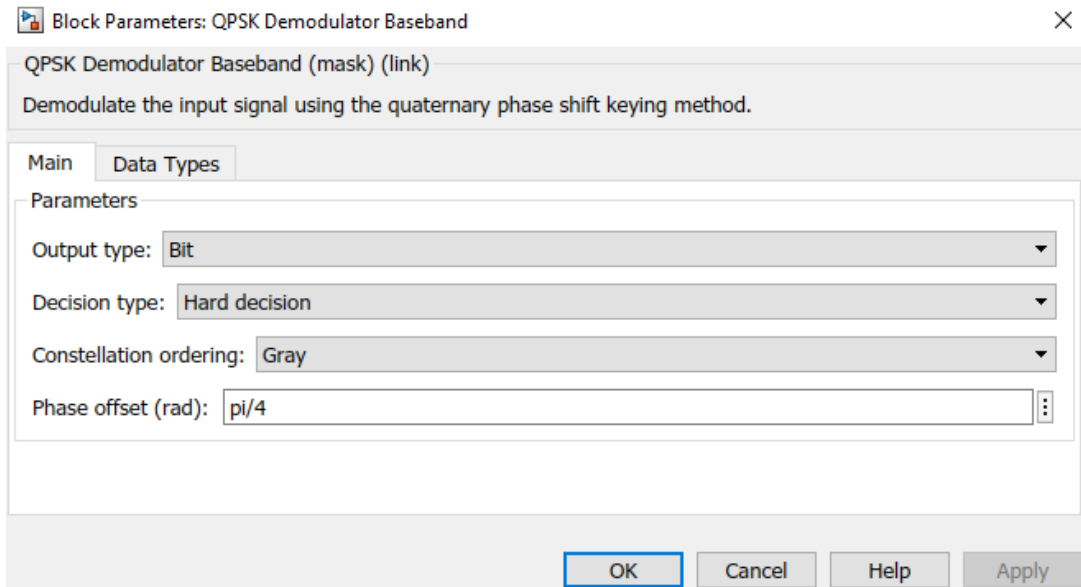 Block Parameters: QPSK Demodulator Baseband
QPSK Demodulator Baseband (mask) (link)
Demodulate the input signal using the quaternary phase shift keying method.
Main Data Types
Parameters
Output type: Bit
Decision type: Hard decision
Constellation ordering: Gray
Phase offset (rad): pi/4
OK Cancel Help Apply